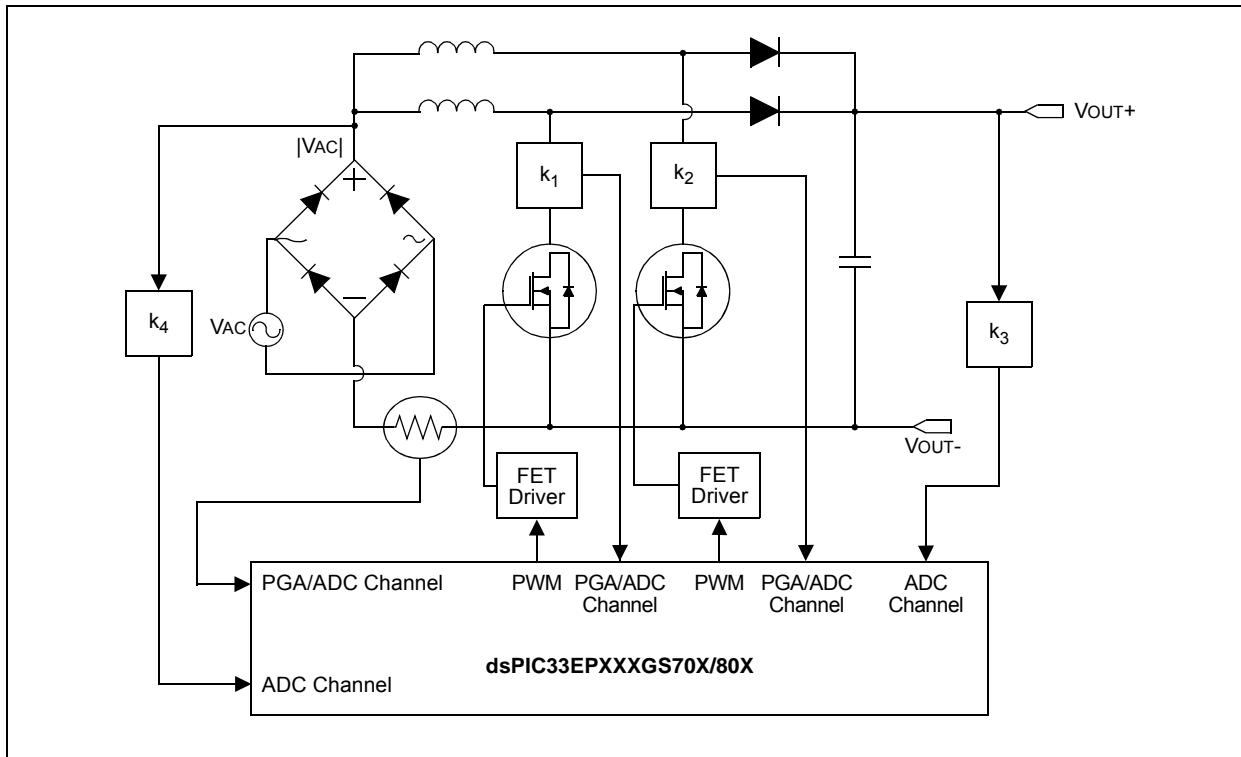 VOUT+
|VAC|
+
k1
k2
k4
VAC
−
k3
VOUT-
FET
Driver
FET
Driver
PGA/ADC Channel
PWM
PGA/ADC
Channel
PWM
PGA/ADC
Channel
ADC
Channel
dsPIC33EPXXXGS70X/80X
ADC Channel